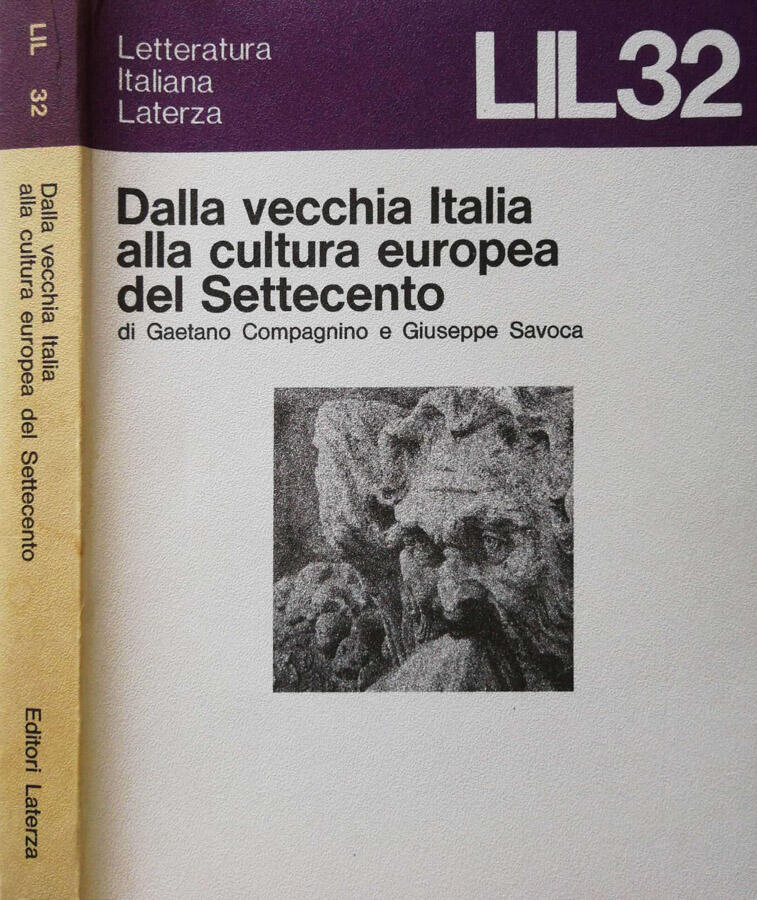 LIL 32
Dalla vecchia Italia
alla cultura europea del Settecento
Editori Laterza
Letteratura
Italiana
Laterza
LIL32
Dalla vecchia Italia
alla cultura europea
del Settecento
di Gaetano Compagnino e Giuseppe Savoca